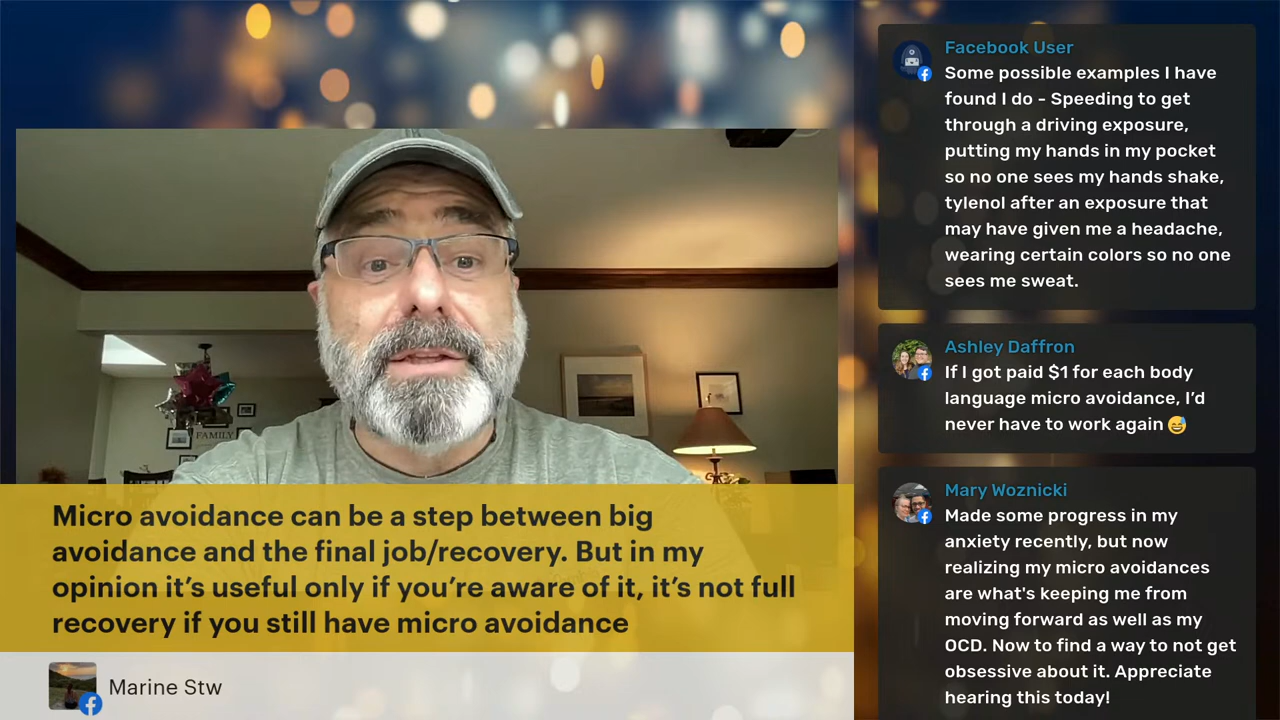 FAMILY
Micro avoidance can be a step between big
avoidance and the final job/recovery. But in my
opinion it’s useful only if you’re aware of it, it’s not full
recovery if you still have micro avoidance
Marine Stw
Facebook User
Some possible examples I have
found I do - Speeding to get
through a driving exposure,
putting my hands in my pocket
so no one sees my hands shake,
tylenol after an exposure that
may have given me a headache,
wearing certain colors so no one
sees me sweat.
Ashley Daffron
If I got paid $1 for each body
language micro avoidance, I’d
never have to work again 😅
Mary Woznicki
Made some progress in my
anxiety recently, but now
realizing my micro avoidances
are what's keeping me from
moving forward as well as my
OCD. Now to find a way to not get
obsessive about it. Appreciate
hearing this today!